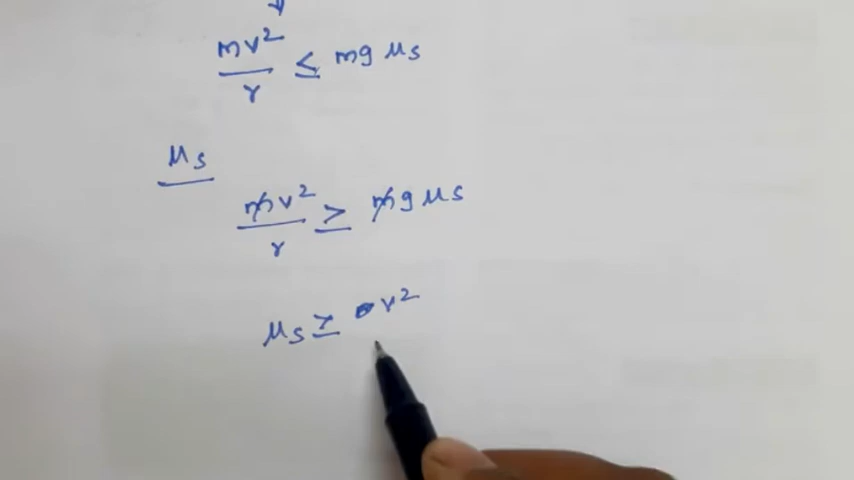 mv²/r ≤ mg μs
μs
mv²/r ≥ mg μs
μs ≥ v²